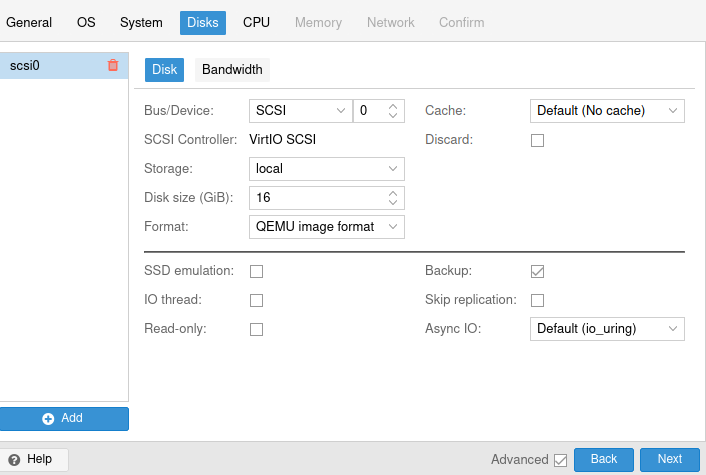 General OS System Disks CPU Memory Network Confirm
scsi0
Disk Bandwidth
Bus/Device: SCSI 0 Cache: Default (No cache)
SCSI Controller: VirtIO SCSI Discard:
Storage: local
Disk size (GiB): 16
Format: QEMU image format
SSD emulation: Backup:
IO thread: Skip replication:
Read-only: Async IO: Default (io_uring)
Add
Help Advanced Back Next